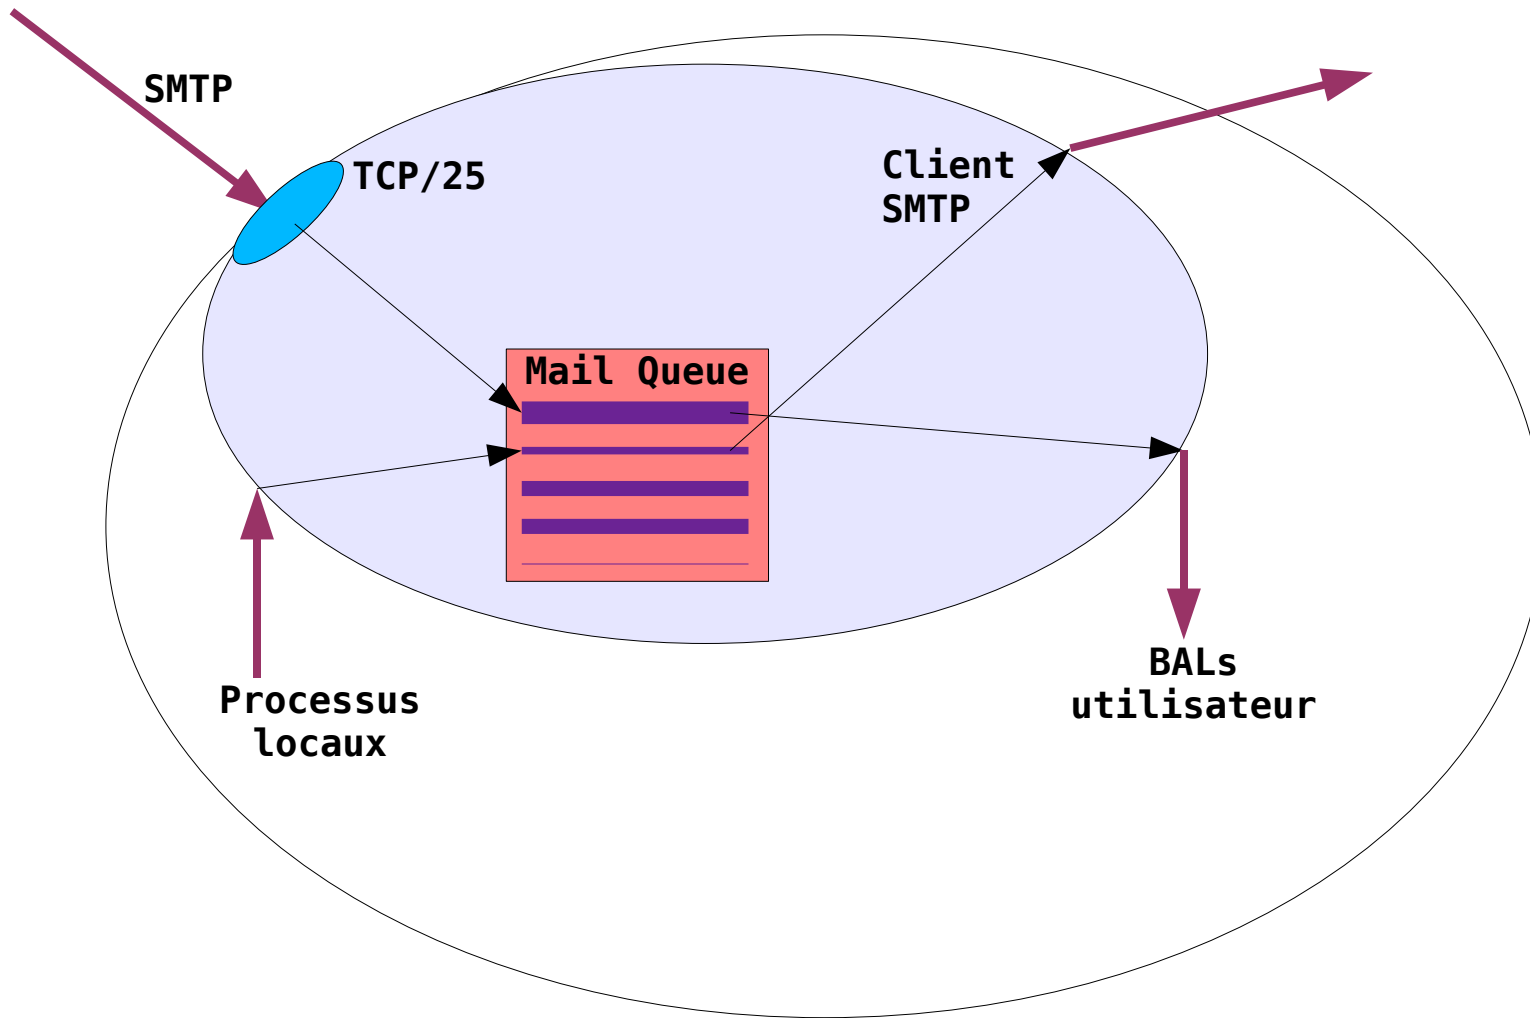 SMTP
TCP/25
Client
SMTP
Mail Queue
Processus
locaux
BALs
utilisateur